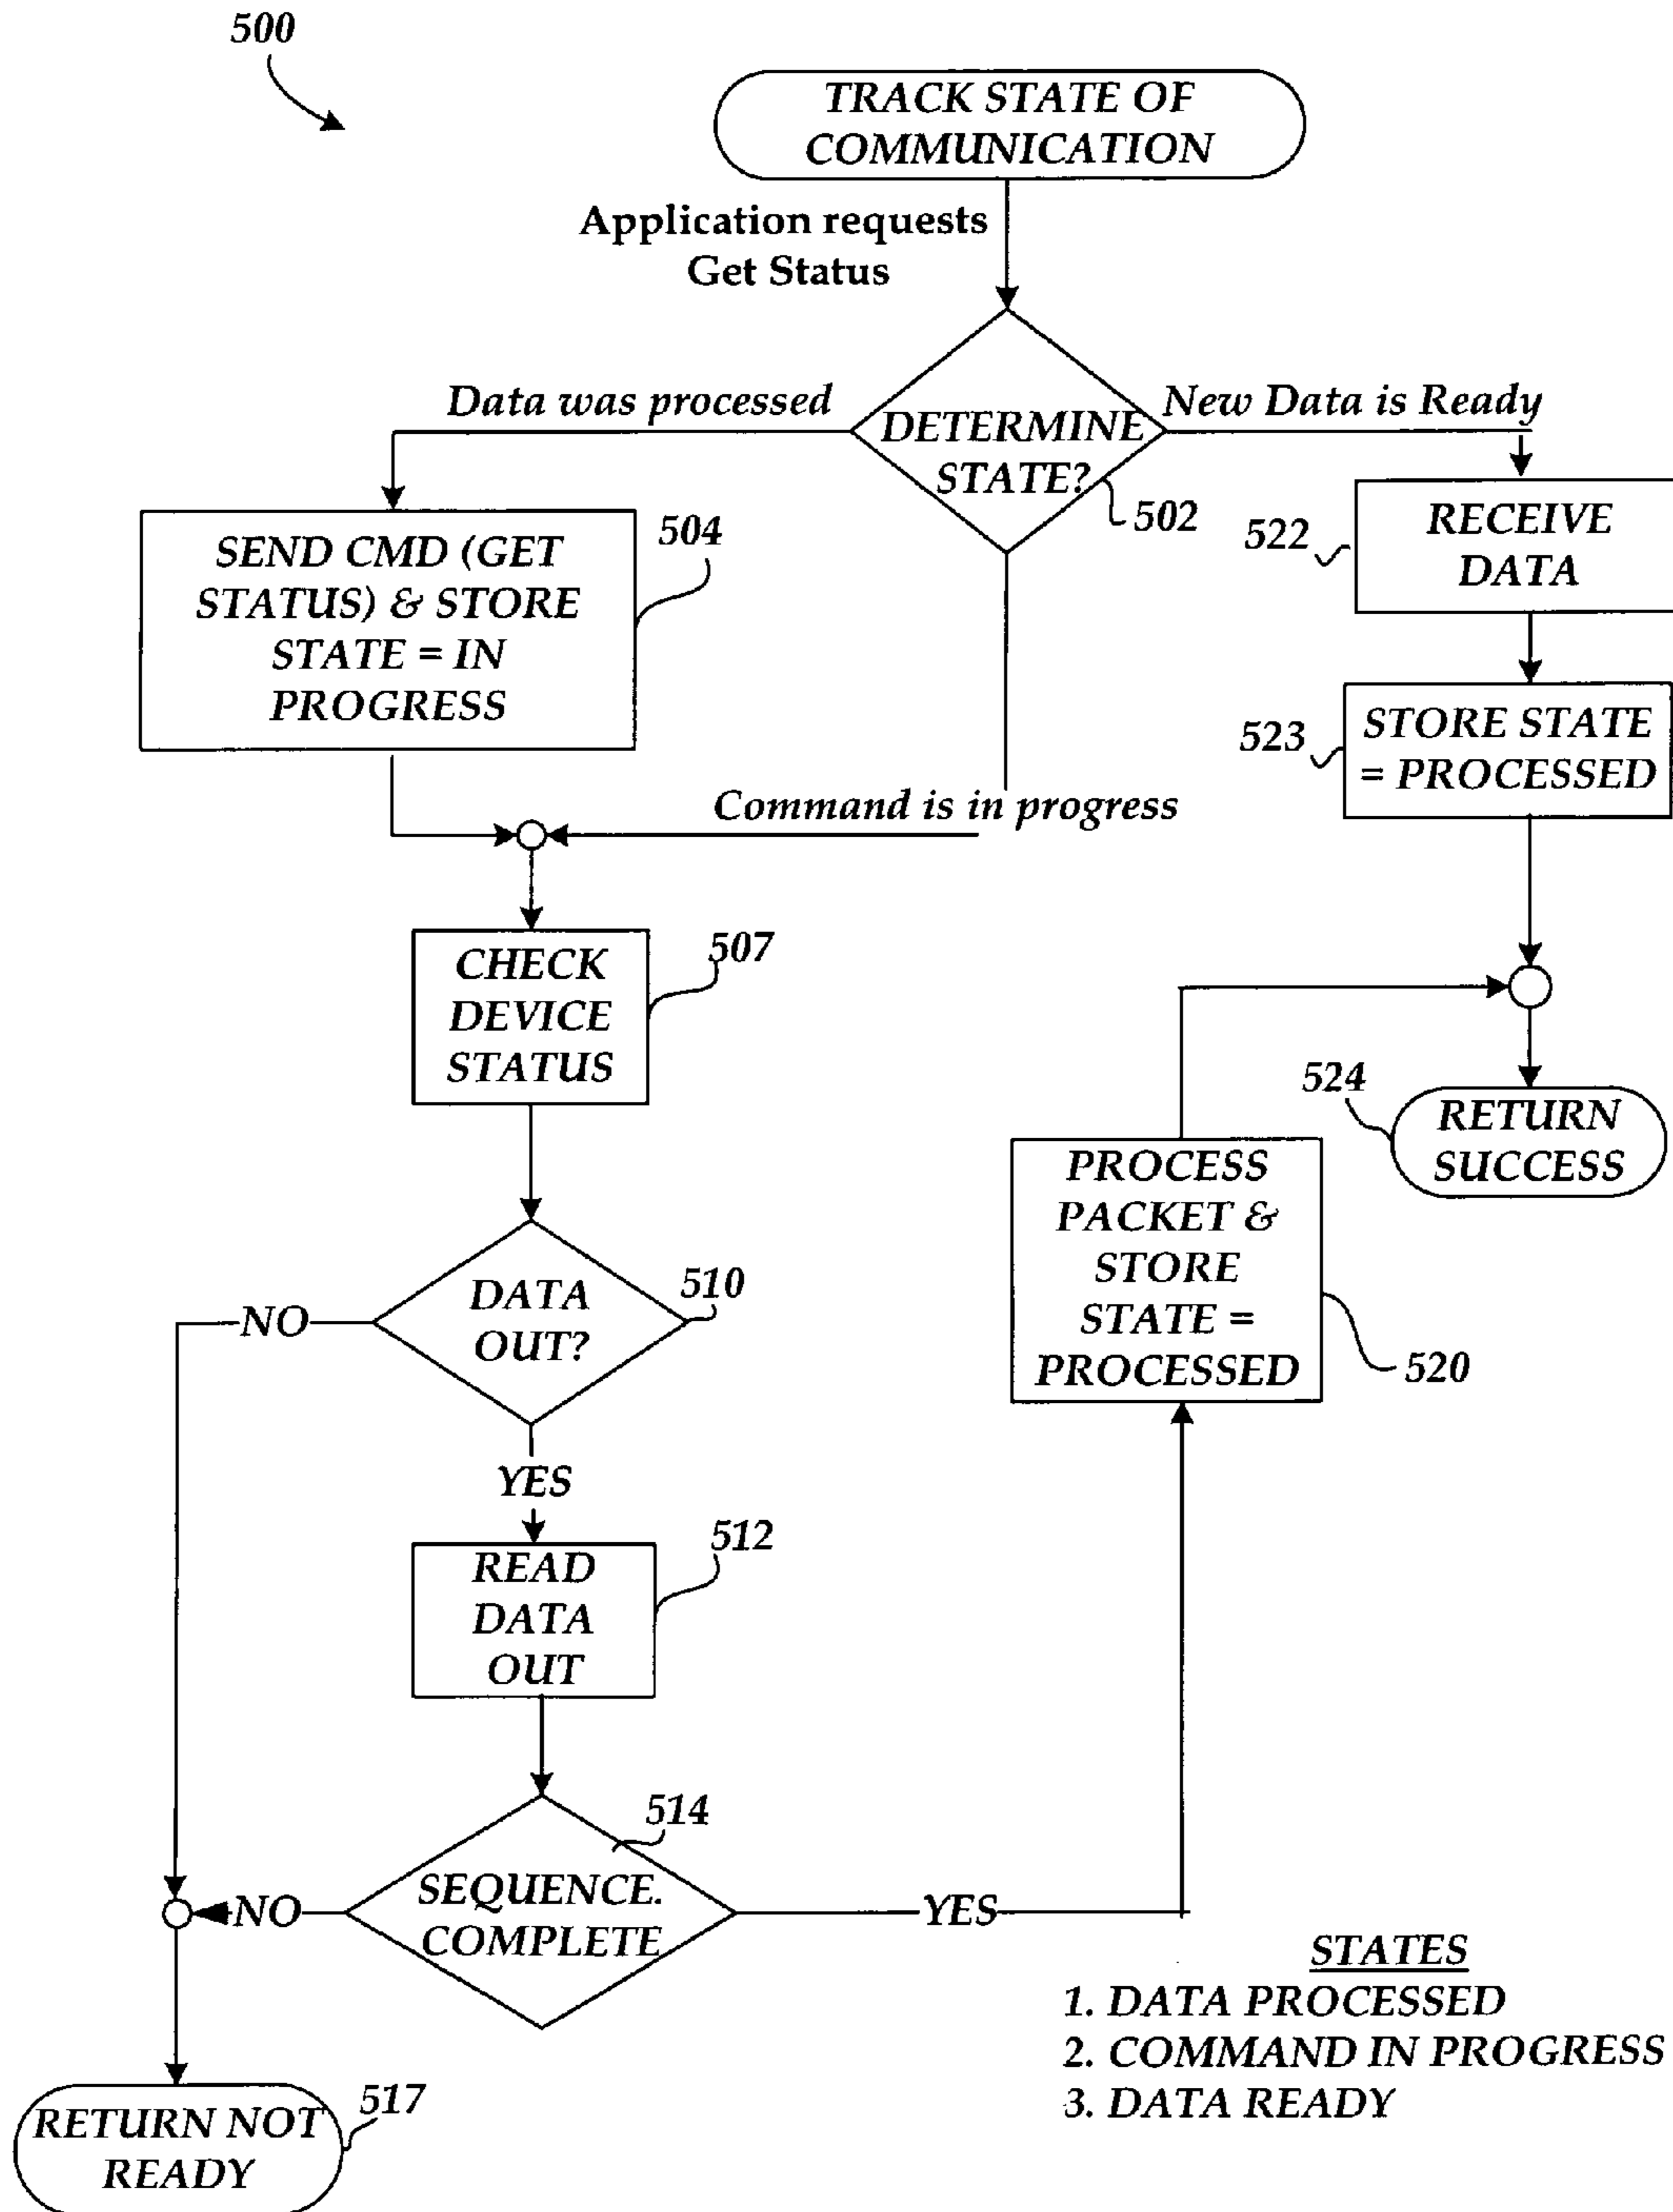 500
TRACK STATE OF
COMMUNICATION
Application requests
Get Status
Data was processed
New Data is Ready
DETERMINE
STATE?
502
504
SEND CMD (GET
STATUS) & STORE
STATE = IN
PROGRESS
522
RECEIVE
DATA
523
STORE STATE
= PROCESSED
Command is in progress
507
CHECK
DEVICE
STATUS
524
RETURN
SUCCESS
PROCESS
PACKET &
STORE
STATE =
PROCESSED
520
510
DATA
OUT?
NO
YES
512
READ
DATA
OUT
514
SEQUENCE.
COMPLETE
NO
YES
STATES
1. DATA PROCESSED
2. COMMAND IN PROGRESS
3. DATA READY
517
RETURN NOT
READY